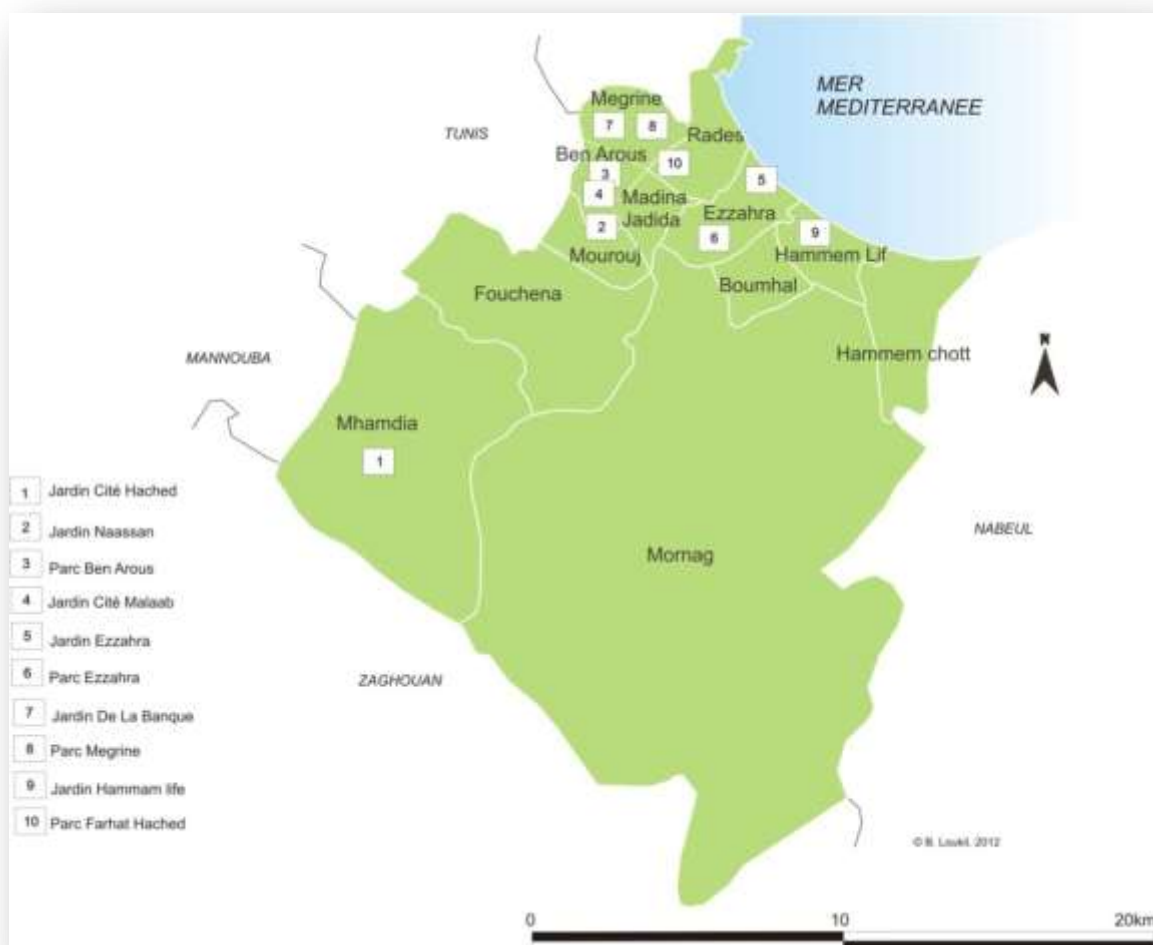 MER
MEDITERRANEE
Megrine
TUNIS
7
8
Rades
Ben Arous
10
3
5
4
Madina
Jadida
Ezzahra
2
6
9
Mourouj
Hammem Lif
Boumhal
Fouchena
N
MANNOUBA
Hammem chott
Mhamdia
1
1 Jardin Cité Hached
2 Jardin Naassan
3 Parc Ben Arous
4 Jardin Cité Malaab
5 Jardin Ezzahra
6 Parc Ezzahra
7 Jardin De La Banque
8 Parc Megrine
9 Jardin Hammam life
10 Parc Farhat Hached
NABEUL
Mornag
ZAGHOUAN
© B. Loukil. 2012
0 10 20km